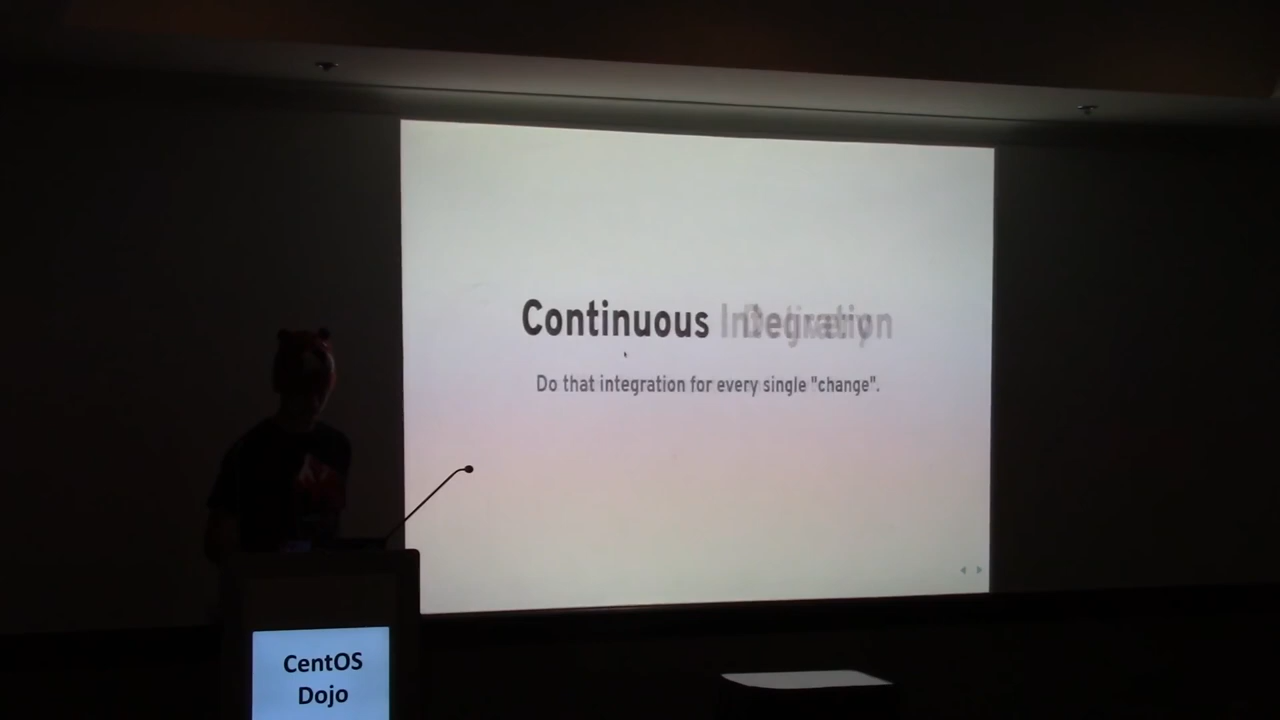 Continuous Integration
Do that integration for every single "change".
CentOS
Dojo